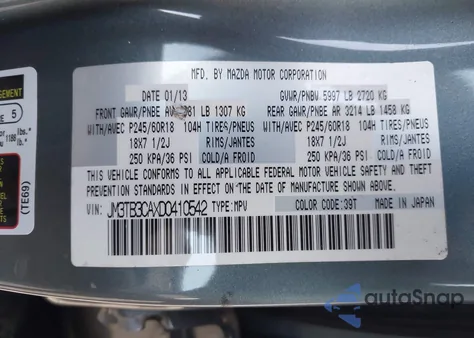 MFD. BY MAZDA MOTOR CORPORATION
DATE 01/13 GVWR/PNBV 5997 LB 2720 KG
FRONT GAWR/PNBE AV 81 LB 1307 KG REAR GAWR/PNBE AR 3214 LB 1458 KG
WITH/AVEC P245/60R18 104H TIRES/PNEUS WITH/AVEC P245/60R18 104H TIRES/PNEUS
18X7 1/2J RIMS/JANTES 18X7 1/2J RIMS/JANTES
250 KPA/36 PSI COLD/A FROID 250 KPA/36 PSI COLD/A FROID
THIS VEHICLE CONFORMS TO ALL APPLICABLE FEDERAL MOTOR VEHICLE SAFETY AND THEFT
PREVENTION STANDARDS IN EFFECT ON THE DATE OF MANUFACTURE SHOWN ABOVE.
VIN: JM3TB3CAXD0410542 TYPE: MPV COLOR CODE: 39T MADE IN JAPAN
5
lbs.*
(TE69)
autoSnap